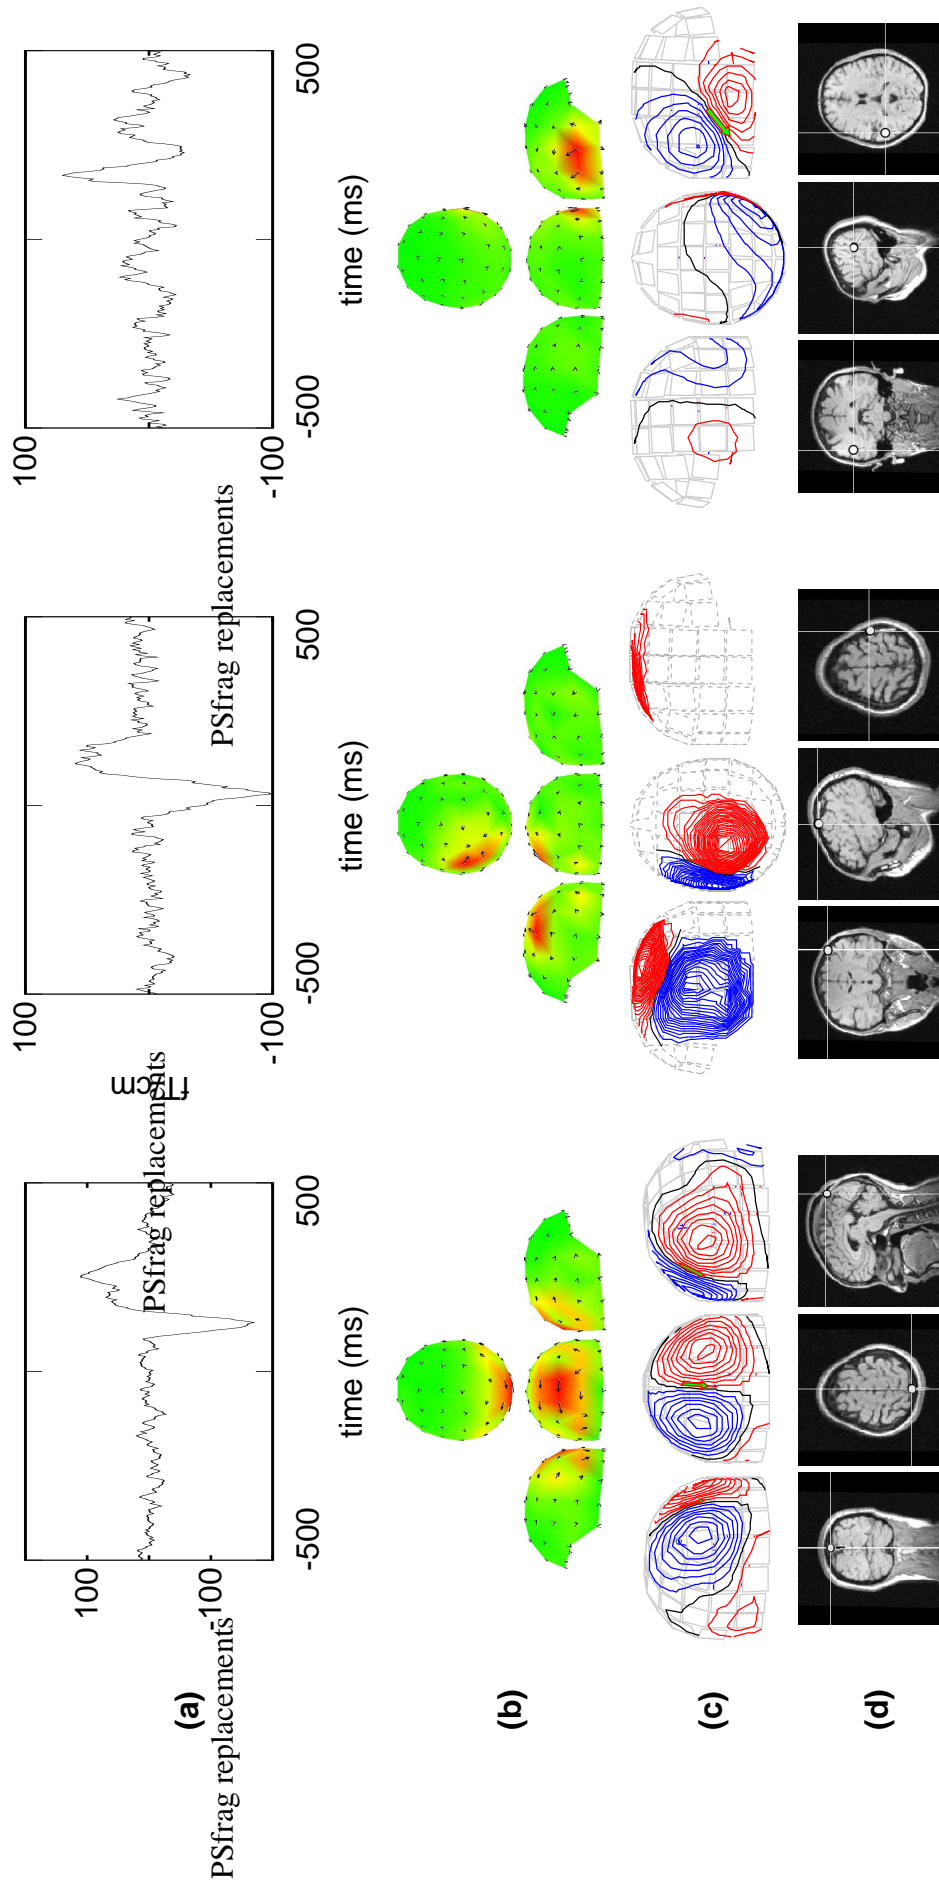 (a)
100
-100
-500
500
time (ms)
PSfrag replacements
PSfrag replacements
fT/cm
100
-100
-500
500
time (ms)
PSfrag replacements
100
-100
-500
500
time (ms)
(b)
(c)
(d)